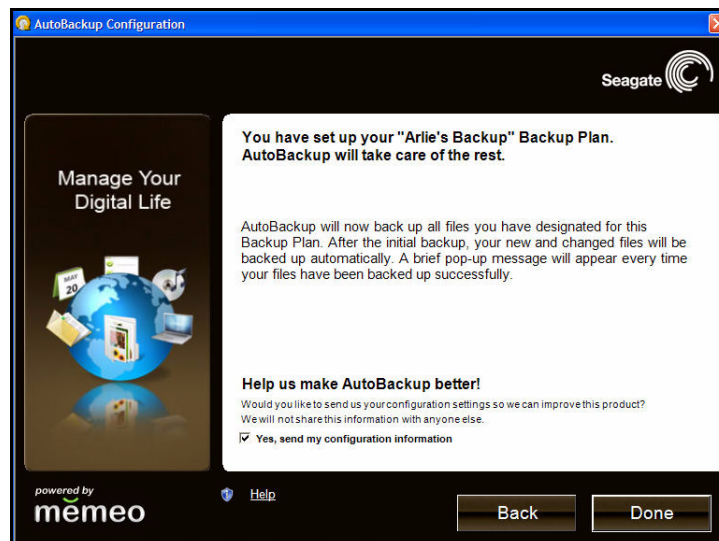 AutoBackup Configuration
Seagate
Manage Your
Digital Life
MAY
20
You have set up your "Arlie's Backup" Backup Plan.
AutoBackup will take care of the rest.
AutoBackup will now back up all files you have designated for this
Backup Plan. After the initial backup, your new and changed files will be
backed up automatically. A brief pop-up message will appear every time
your files have been backed up successfully.
Help us make AutoBackup better!
Would you like to send us your configuration settings so we can improve this product?
We will not share this information with anyone else.
Yes, send my configuration information
powered by
memeo
Help
Back
Done